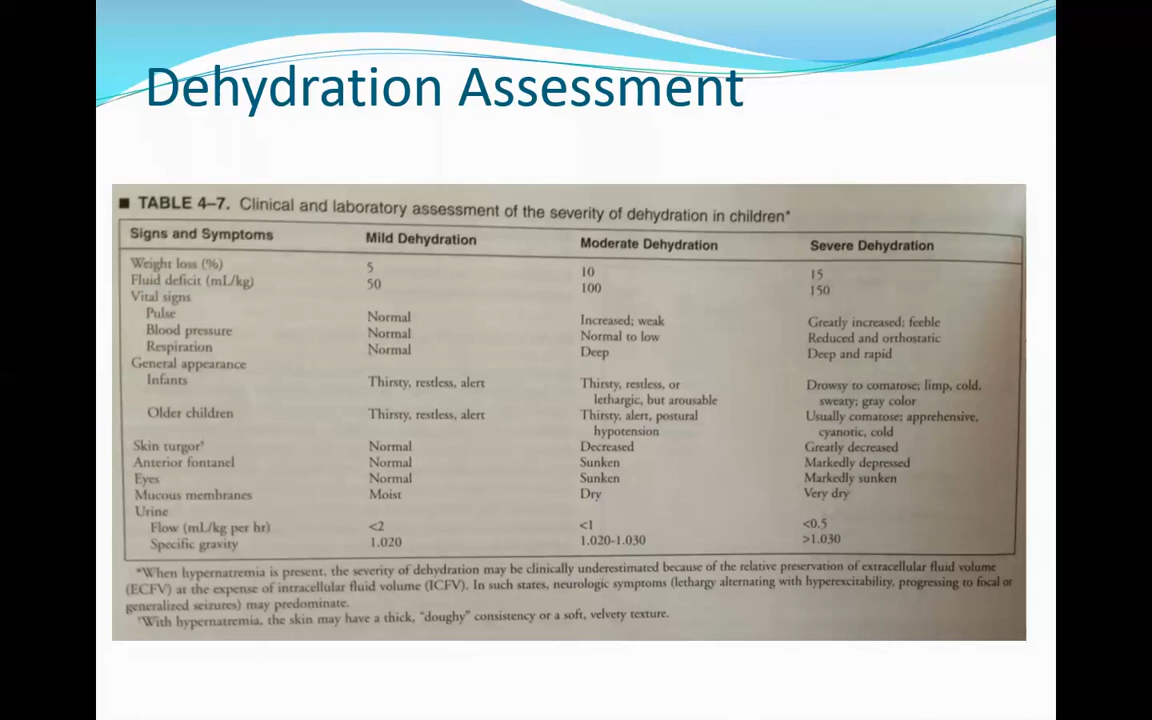 Dehydration Assessment
■ TABLE 4–7. Clinical and laboratory assessment of the severity of dehydration in children*
Signs and Symptoms Mild Dehydration Moderate Dehydration Severe Dehydration
Weight loss (%) 5 10 15
Fluid deficit (mL/kg) 50 100 150
Vital signs
Pulse Normal Increased; weak Greatly increased; feeble
Blood pressure Normal Normal to low Reduced and orthostatic
Respiration Normal Deep Deep and rapid
General appearance
Infants Thirsty, restless, alert Thirsty, restless, or Drowsy to comatose; limp, cold,
lethargic, but arousable sweaty; gray color
Older children Thirsty, restless, alert Thirsty, alert, postural Usually comatose; apprehensive,
hypotension cyanotic, cold
Skin turgor† Normal Decreased Greatly decreased
Anterior fontanel Normal Sunken Markedly depressed
Eyes Normal Sunken Markedly sunken
Mucous membranes Moist Dry Very dry
Urine
Flow (mL/kg per hr) <2 <1 <0.5
Specific gravity 1.020 1.020-1.030 >1.030
*When hypernatremia is present, the severity of dehydration may be clinically underestimated because of the relative preservation of extracellular fluid volume
(ECFV) at the expense of intracellular fluid volume (ICFV). In such states, neurologic symptoms (lethargy alternating with hyperexcitability, progressing to focal or
generalized seizures) may predominate.
†With hypernatremia, the skin may have a thick, "doughy" consistency or a soft, velvety texture.